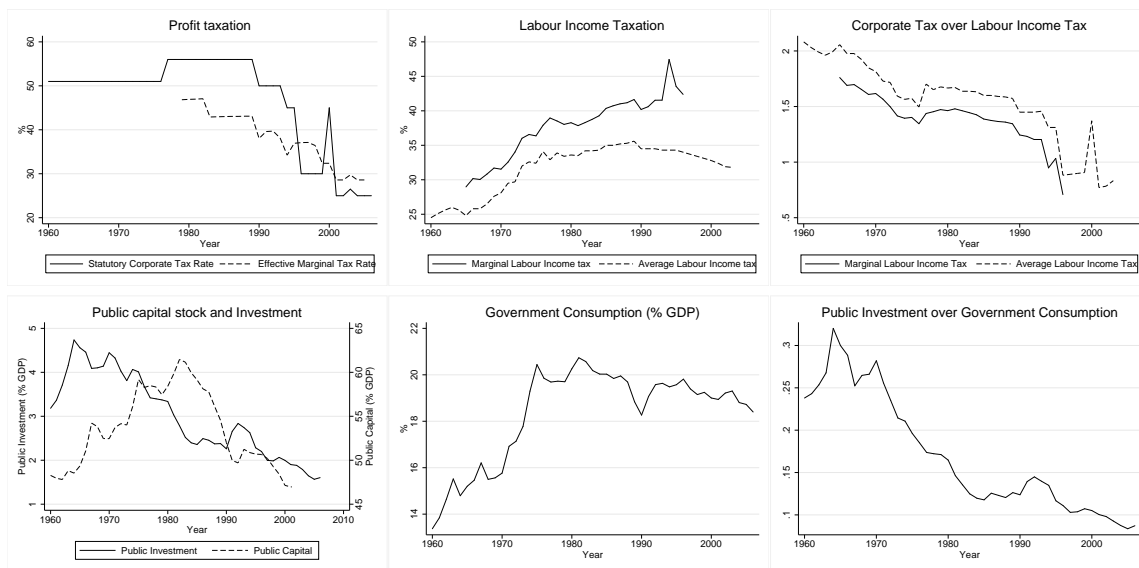 Profit taxation
60
50
%
40
30
20
1960 1970 1980 1990 2000
Year
Statutory Corporate Tax Rate Effective Marginal Tax Rate
Labour Income Taxation
50
45
40
%
35
30
25
1960 1970 1980 1990 2000
Year
Marginal Labour Income tax Average Labour Income tax
Corporate Tax over Labour Income Tax
2
1.5
1
.5
1960 1970 1980 1990 2000
Year
Marginal Labour Income Tax Average Labour Income Tax
Public capital stock and Investment
Public Investment (% GDP)
5
4
3
2
1
65
60
55
50
45
Public Capital (% GDP)
1960 1970 1980 1990 2000 2010
Year
Public Investment Public Capital
Government Consumption (% GDP)
22
20
18
%
16
14
1960 1970 1980 1990 2000
Year
Public Investment over Government Consumption
.3
.25
.2
.15
.1
1960 1970 1980 1990 2000
Year